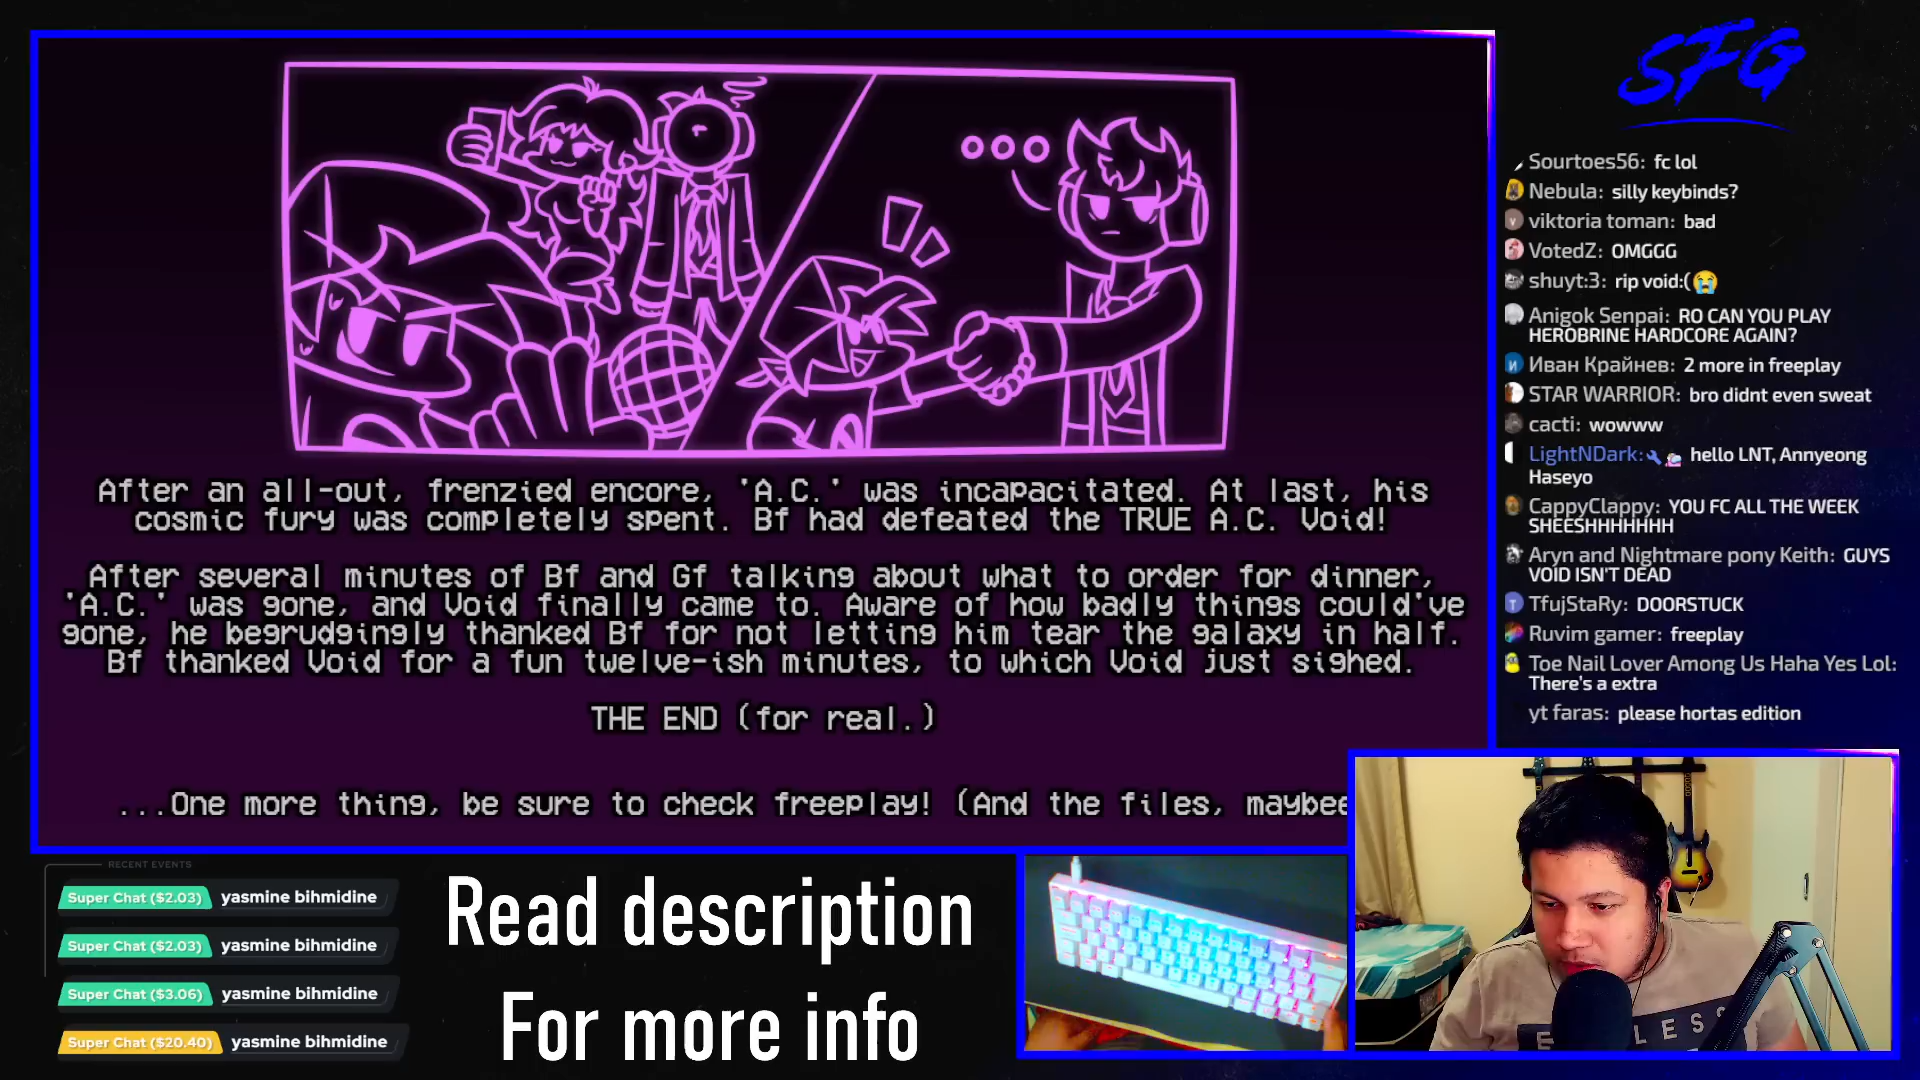 SFG
After an all-out, frenzied encore, 'A.C.' was incapacitated. At last, his
cosmic fury was completely spent. Bf had defeated the TRUE A.C. Void!
After several minutes of Bf and Gf talking about what to order for dinner,
'A.C.' was gone, and Void finally came to. Aware of how badly things could've
gone, he begrudgingly thanked Bf for not letting him tear the galaxy in half.
Bf thanked Void for a fun twelve-ish minutes, to which Void just sighed.
THE END (for real.)
...One more thing, be sure to check freeplay! (And the files, maybee
Sourtoes56: fc lol
Nebula: silly keybinds?
viktoria toman: bad
VotedZ: OMGGG
shuyt:3: rip void:(😭
Anigok Senpai: RO CAN YOU PLAY
HEROBRINE HARDCORE AGAIN?
Иван Крайнев: 2 more in freeplay
STAR WARRIOR: bro didnt even sweat
cacti: wowww
LightNDark: hello LNT, Annyeong
Haseyo
CappyClappy: YOU FC ALL THE WEEK
SHEESHHHHHHH
Aryn and Nightmare pony Keith: GUYS
VOID ISN'T DEAD
TfujStaRy: DOORSTUCK
Ruvim gamer: freeplay
Toe Nail Lover Among Us Haha Yes Lol:
There's a extra
yt faras: please hortas edition
RECENT EVENTS
Super Chat ($2.03) yasmine bihmidine
Super Chat ($2.03) yasmine bihmidine
Super Chat ($3.06) yasmine bihmidine
Super Chat ($20.40) yasmine bihmidine
Read description
For more info